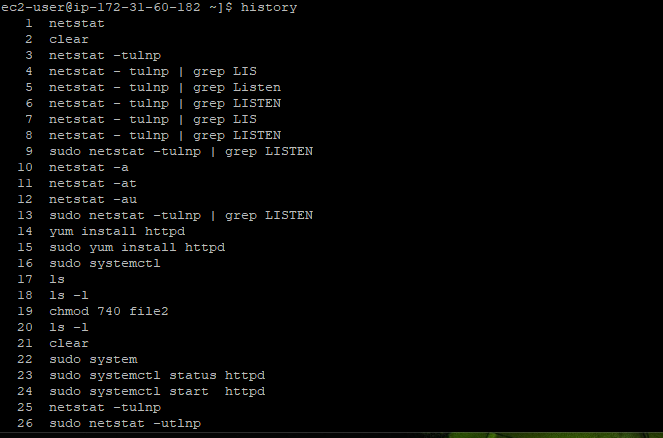 ec2-user@ip-172-31-60-182 ~]$ history
1 netstat
2 clear
3 netstat -tulnp
4 netstat - tulnp | grep LIS
5 netstat - tulnp | grep Listen
6 netstat - tulnp | grep LISTEN
7 netstat - tulnp | grep LIS
8 netstat - tulnp | grep LISTEN
9 sudo netstat -tulnp | grep LISTEN
10 netstat -a
11 netstat -at
12 netstat -au
13 sudo netstat -tulnp | grep LISTEN
14 yum install httpd
15 sudo yum install httpd
16 sudo systemctl
17 ls
18 ls -l
19 chmod 740 file2
20 ls -l
21 clear
22 sudo system
23 sudo systemctl status httpd
24 sudo systemctl start  httpd
25 netstat -tulnp
26 sudo netstat -utlnp